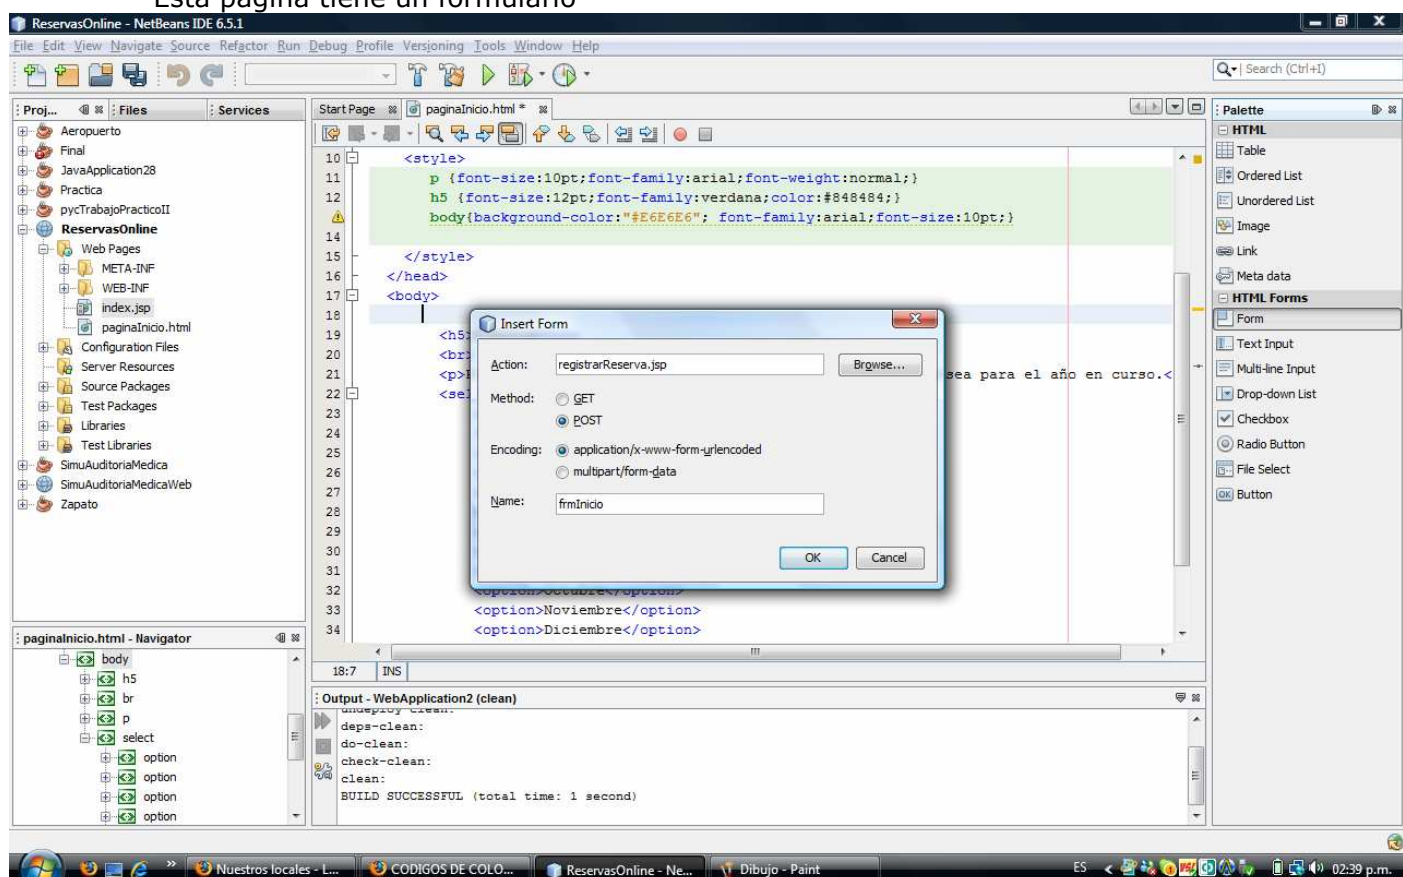 Esta página tiene un formulario
ReservasOnline - NetBeans IDE 6.5.1
File Edit View Navigate Source Refactor Run Debug Profile Versioning Tools Window Help
Search (Ctrl+I)
Proj... Files Services
Aeropuerto
Final
JavaApplication28
Practica
pycTrabajoPracticoII
ReservasOnline
Web Pages
META-INF
WEB-INF
index.jsp
paginaInicio.html
Configuration Files
Server Resources
Source Packages
Test Packages
Libraries
Test Libraries
SimuAuditoriaMedica
SimuAuditoriaMedicaWeb
Zapato
Start Page paginaInicio.html *
10 <style>
11 p {font-size:10pt;font-family:arial;font-weight:normal;}
12 h5 {font-size:12pt;font-family:verdana;color:#848484;}
body{background-color:"#E6E6E6"; font-family:arial;font-size:10pt;}
14
15 </style>
16 </head>
17 <body>
18
19 <h5>
20 <br>
21 <p> sea para el año en curso.<
22 <sel
23
24
25
26
27
28
29
30
31
32 <option>Octubre</option>
33 <option>Noviembre</option>
34 <option>Diciembre</option>
18:7 INS
Insert Form
Action: registrarReserva.jsp Browse...
Method: GET
POST
Encoding: application/x-www-form-urlencoded
multipart/form-data
Name: frmInicio
OK Cancel
Palette
HTML
Table
Ordered List
Unordered List
Image
Link
Meta data
HTML Forms
Form
Text Input
Multi-line Input
Drop-down List
Checkbox
Radio Button
File Select
OK Button
paginaInicio.html - Navigator
body
h5
br
p
select
option
option
option
option
Output - WebApplication2 (clean)
undeploy-clean:
deps-clean:
do-clean:
check-clean:
clean:
BUILD SUCCESSFUL (total time: 1 second)
Nuestros locales - L... CODIGOS DE COLO... ReservasOnline - Ne... Dibujo - Paint ES 02:39 p.m.